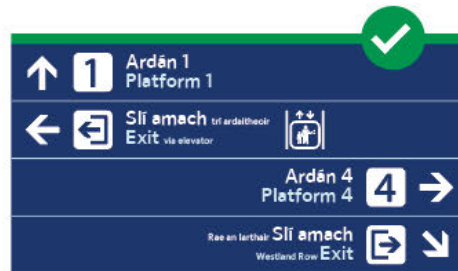 1 Ardán 1
Platform 1
Slí amach trí ardaitheoir
Exit via elevator
Ardán 4
Platform 4 4
Rae an Iarthair Slí amach
Westland Row Exit